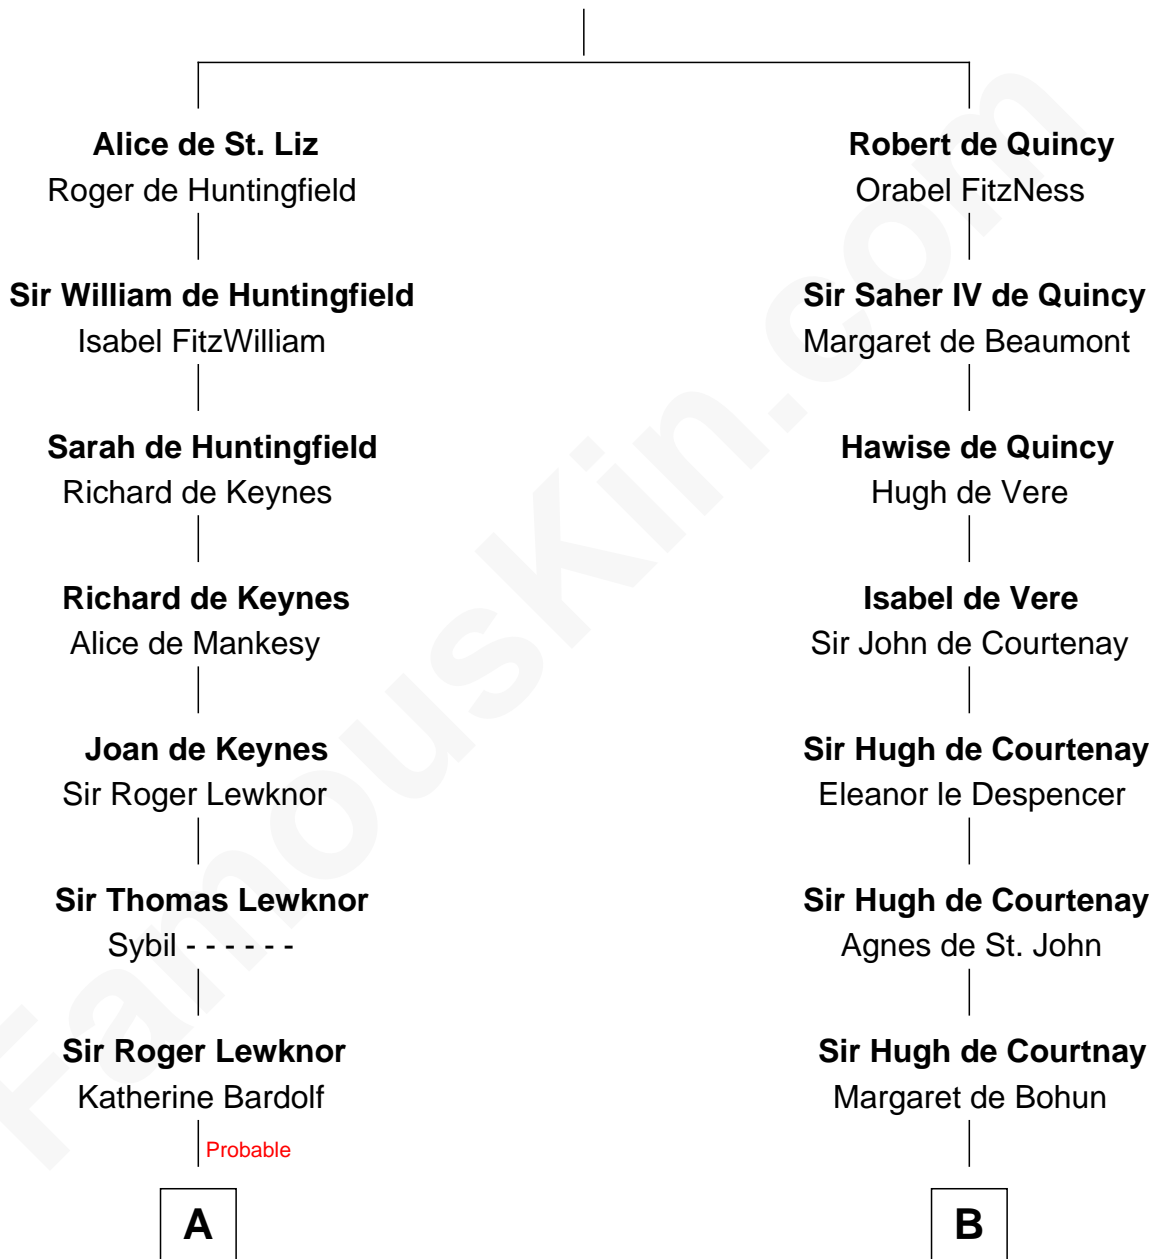 Alice de St. Liz
Roger de Huntingfield
Sir William de Huntingfield
Isabel FitzWilliam
Sarah de Huntingfield
Richard de Keynes
Richard de Keynes
Alice de Mankesy
Joan de Keynes
Sir Roger Lewknor
Sir Thomas Lewknor
Sybil - - - - - -
Sir Roger Lewknor
Katherine Bardolf
Probable
A
Robert de Quincy
Orabel FitzNess
Sir Saher IV de Quincy
Margaret de Beaumont
Hawise de Quincy
Hugh de Vere
Isabel de Vere
Sir John de Courtenay
Sir Hugh de Courtenay
Eleanor le Despencer
Sir Hugh de Courtenay
Agnes de St. John
Sir Hugh de Courtnay
Margaret de Bohun
B
FamousKin.com